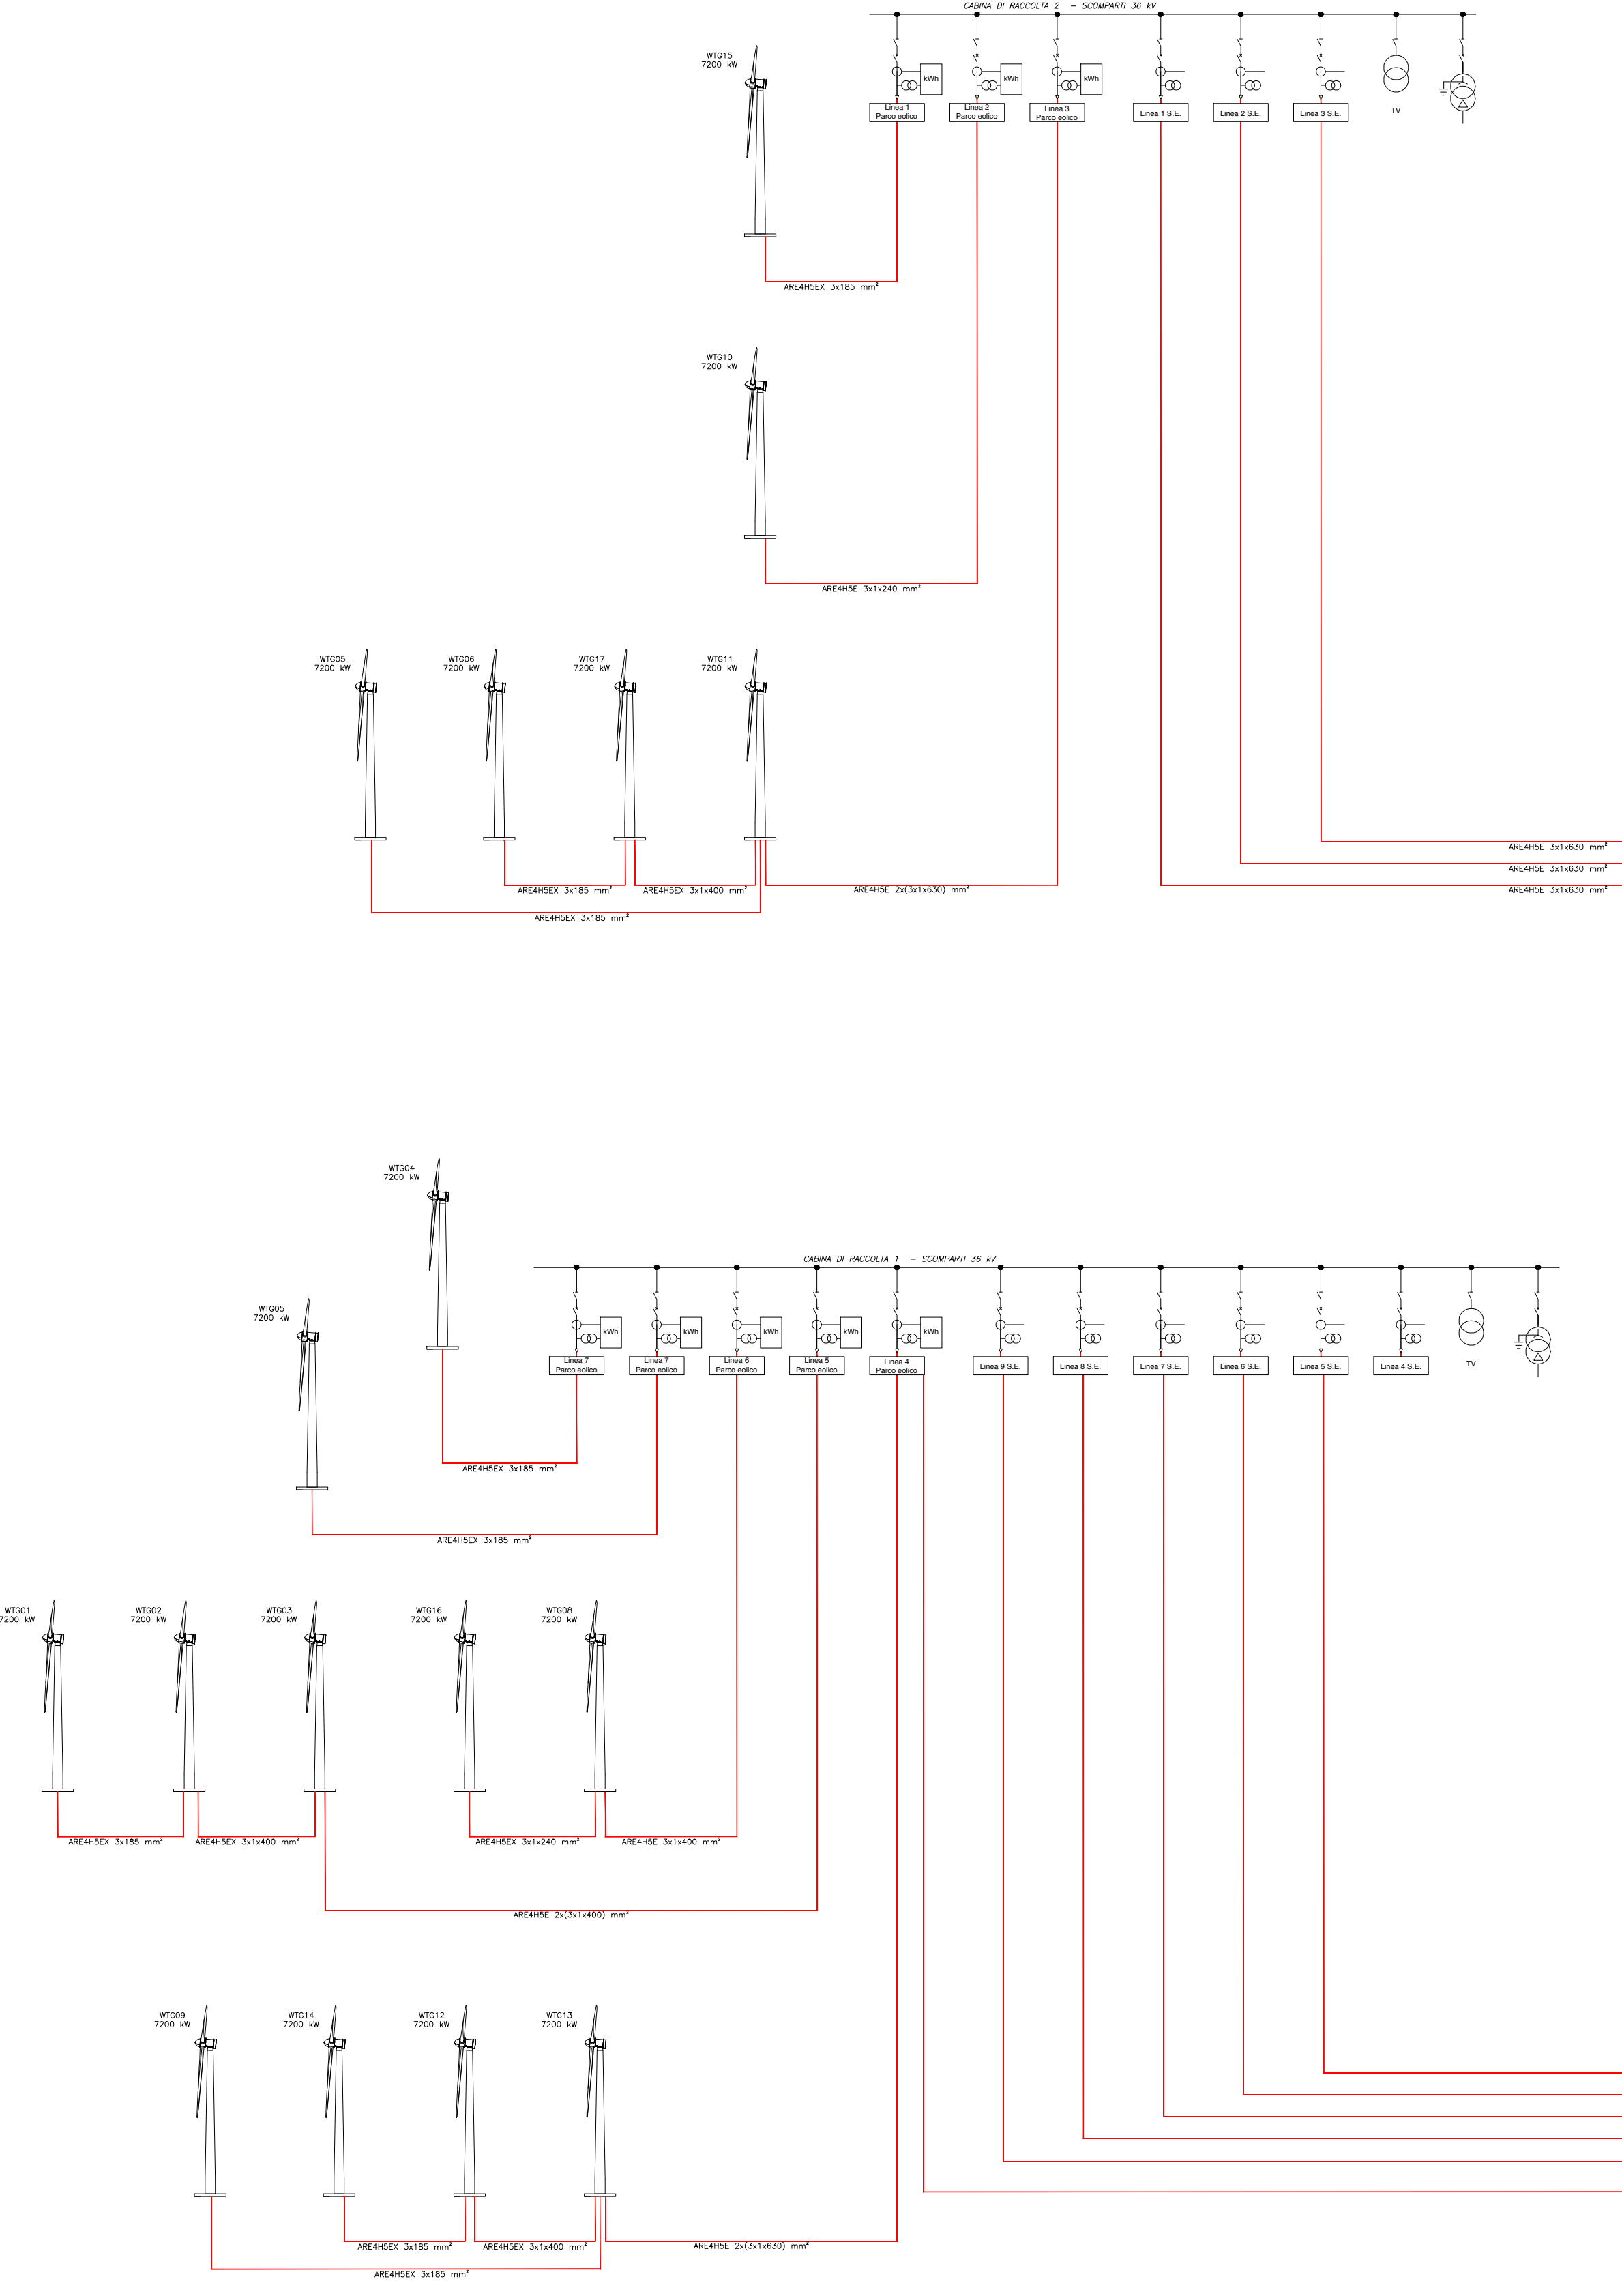 CABINA DI RACCOLTA 2 – SCOMPARTI 36 kV
WTG15
7200 kW
kWh
kWh
kWh
Linea 1
Parco eolico
Linea 2
Parco eolico
Linea 3
Parco eolico
Linea 1 S.E.
Linea 2 S.E.
Linea 3 S.E.
TV
ARE4H5EX 3x185 mm²
WTG10
7200 kW
ARE4H5E 3x1x240 mm²
WTG05
7200 kW
WTG06
7200 kW
WTG17
7200 kW
WTG11
7200 kW
ARE4H5E 3x1x630 mm²
ARE4H5E 3x1x630 mm²
ARE4H5E 3x1x630 mm²
ARE4H5EX 3x185 mm²
ARE4H5EX 3x1x400 mm²
ARE4H5E 2x(3x1x630) mm²
ARE4H5EX 3x185 mm²
WTG04
7200 kW
CABINA DI RACCOLTA 1 – SCOMPARTI 36 kV
WTG05
7200 kW
kWh
kWh
kWh
kWh
kWh
Linea 7
Parco eolico
Linea 7
Parco eolico
Linea 6
Parco eolico
Linea 5
Parco eolico
Linea 4
Parco eolico
Linea 9 S.E.
Linea 8 S.E.
Linea 7 S.E.
Linea 6 S.E.
Linea 5 S.E.
Linea 4 S.E.
TV
ARE4H5EX 3x185 mm²
ARE4H5EX 3x185 mm²
WTG01
7200 kW
WTG02
7200 kW
WTG03
7200 kW
WTG16
7200 kW
WTG08
7200 kW
ARE4H5EX 3x185 mm²
ARE4H5EX 3x1x400 mm²
ARE4H5EX 3x1x240 mm²
ARE4H5E 3x1x400 mm²
ARE4H5E 2x(3x1x400) mm²
WTG09
7200 kW
WTG14
7200 kW
WTG12
7200 kW
WTG13
7200 kW
ARE4H5EX 3x185 mm²
ARE4H5EX 3x1x400 mm²
ARE4H5E 2x(3x1x630) mm²
ARE4H5EX 3x185 mm²